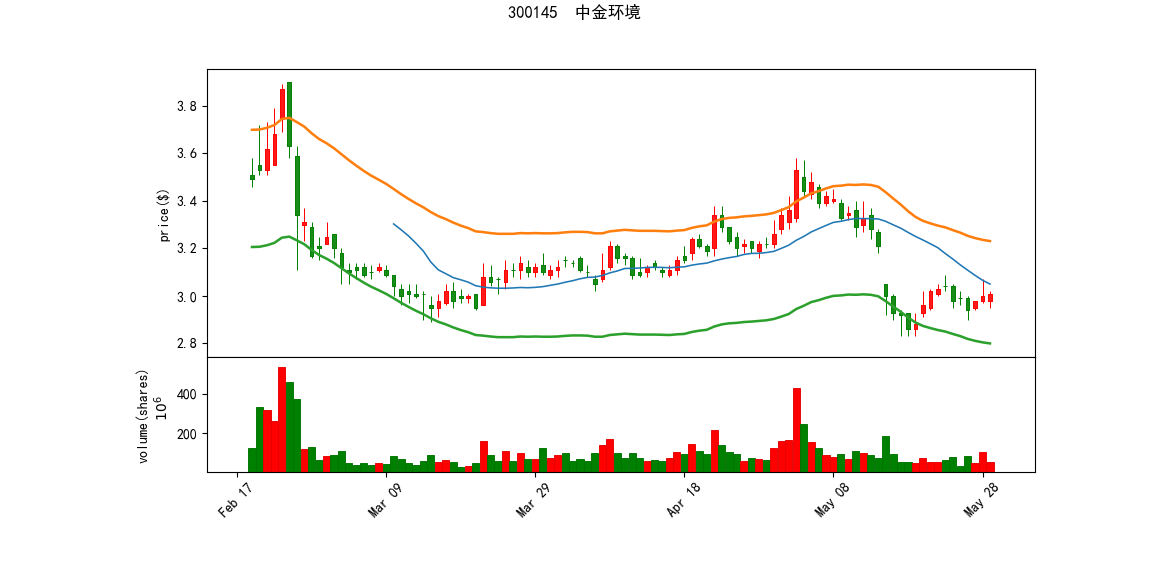 300145 中金环境
price($)
3.8
3.6
3.4
3.2
3.0
2.8
volume(shares)
10^6
400
200
Feb 17
Mar 09
Mar 29
Apr 18
May 08
May 28